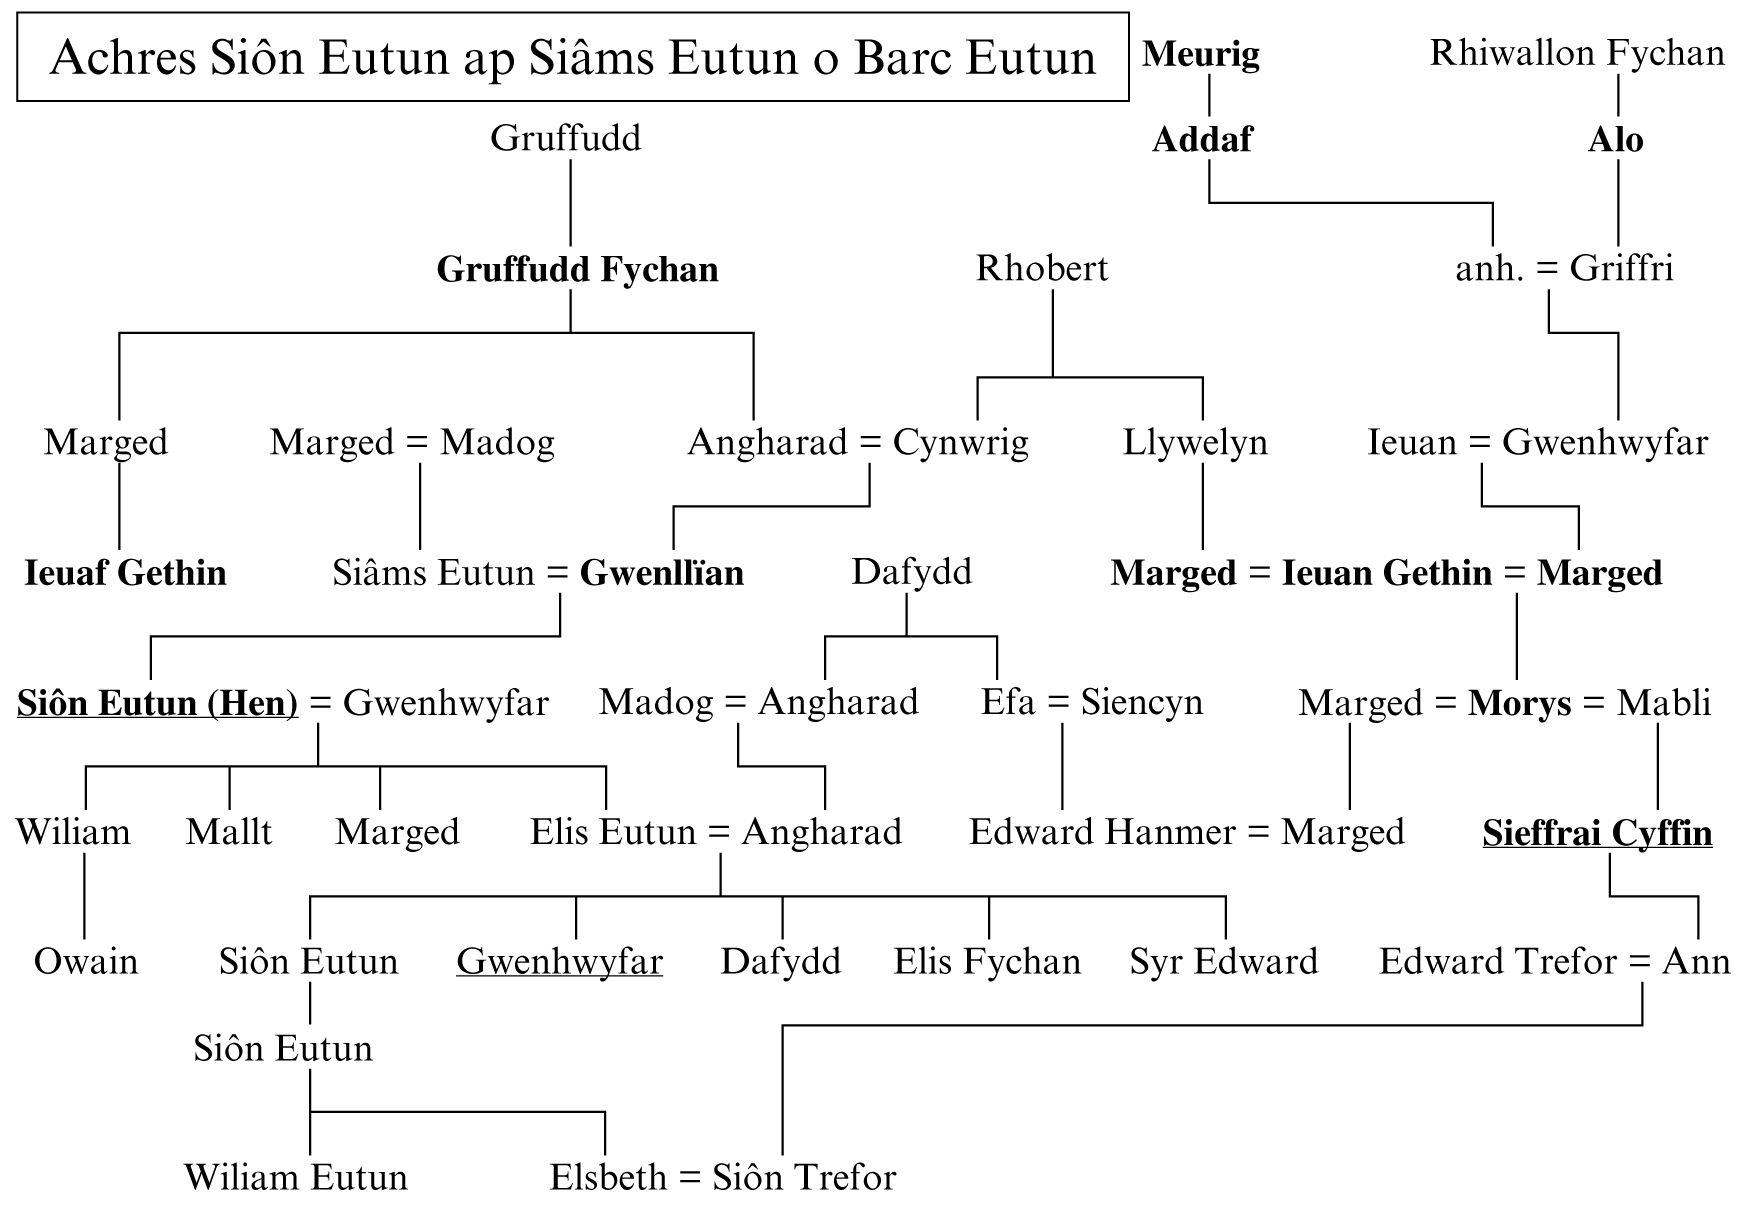 Achres Siôn Eutun ap Siâms Eutun o Barc Eutun
Meurig Rhiwallon Fychan
Gruffudd Addaf Alo
Gruffudd Fychan Rhobert anh. = Griffri
Marged Marged = Madog Angharad = Cynwrig Llywelyn Ieuan = Gwenhwyfar
Ieuaf Gethin Siâms Eutun = Gwenllïan Dafydd Marged = Ieuan Gethin = Marged
Siôn Eutun (Hen) = Gwenhwyfar Madog = Angharad Efa = Siencyn Marged = Morys = Mabli
Wiliam Mallt Marged Elis Eutun = Angharad Edward Hanmer = Marged Sieffrai Cyffin
Owain Siôn Eutun Gwenhwyfar Dafydd Elis Fychan Syr Edward Edward Trefor = Ann
Siôn Eutun
Wiliam Eutun Elsbeth = Siôn Trefor